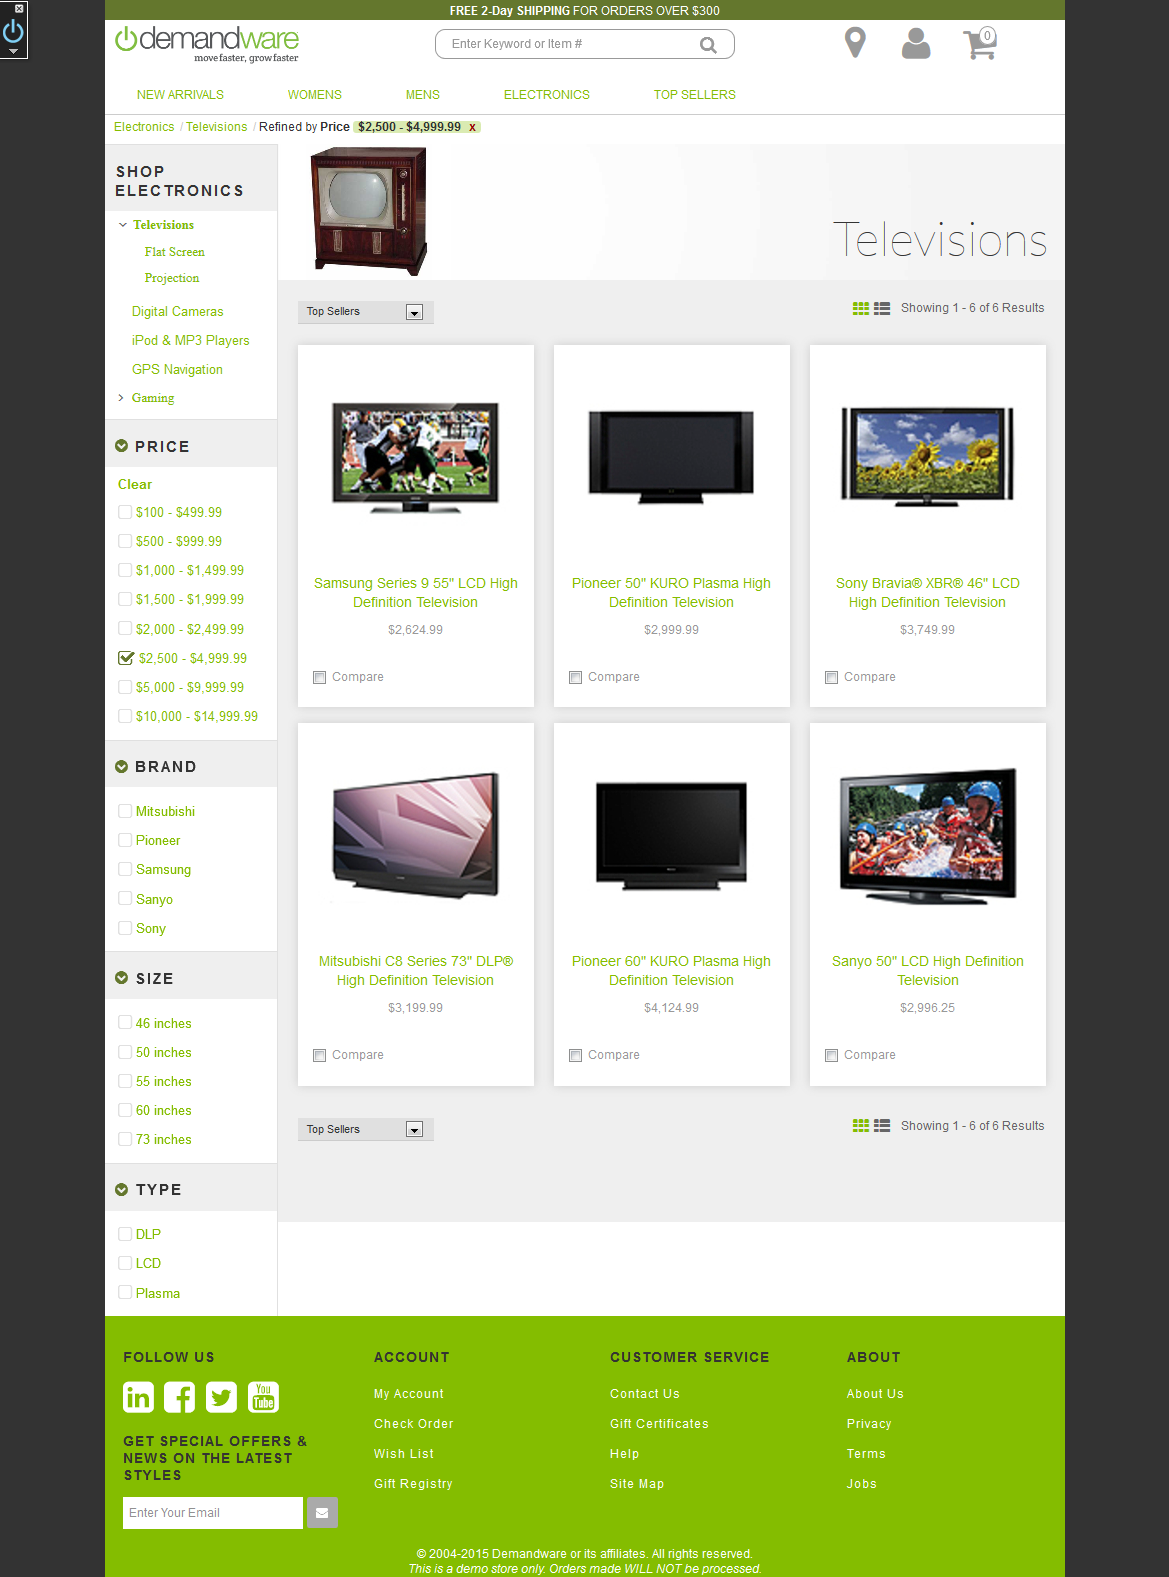 FREE 2-Day SHIPPING FOR ORDERS OVER $300
demandware
move faster, grow faster
Enter Keyword or Item #
0
NEW ARRIVALS
WOMENS
MENS
ELECTRONICS
TOP SELLERS
Electronics / Televisions / Refined by Price $2,500 - $4,999.99 x
SHOP
ELECTRONICS
Televisions
Flat Screen
Projection
Digital Cameras
iPod & MP3 Players
GPS Navigation
Gaming
PRICE
Clear
$100 - $499.99
$500 - $999.99
$1,000 - $1,499.99
$1,500 - $1,999.99
$2,000 - $2,499.99
$2,500 - $4,999.99
$5,000 - $9,999.99
$10,000 - $14,999.99
BRAND
Mitsubishi
Pioneer
Samsung
Sanyo
Sony
SIZE
46 inches
50 inches
55 inches
60 inches
73 inches
TYPE
DLP
LCD
Plasma
Televisions
Top Sellers
Showing 1 - 6 of 6 Results
Samsung Series 9 55" LCD High
Definition Television
$2,624.99
Compare
Pioneer 50" KURO Plasma High
Definition Television
$2,999.99
Compare
Sony Bravia® XBR® 46" LCD
High Definition Television
$3,749.99
Compare
Mitsubishi C8 Series 73" DLP®
High Definition Television
$3,199.99
Compare
Pioneer 60" KURO Plasma High
Definition Television
$4,124.99
Compare
Sanyo 50" LCD High Definition
Television
$2,996.25
Compare
Top Sellers
Showing 1 - 6 of 6 Results
FOLLOW US
in
You
Tube
GET SPECIAL OFFERS &
NEWS ON THE LATEST
STYLES
Enter Your Email
ACCOUNT
My Account
Check Order
Wish List
Gift Registry
CUSTOMER SERVICE
Contact Us
Gift Certificates
Help
Site Map
ABOUT
About Us
Privacy
Terms
Jobs
© 2004-2015 Demandware or its affiliates. All rights reserved.
This is a demo store only. Orders made WILL NOT be processed.